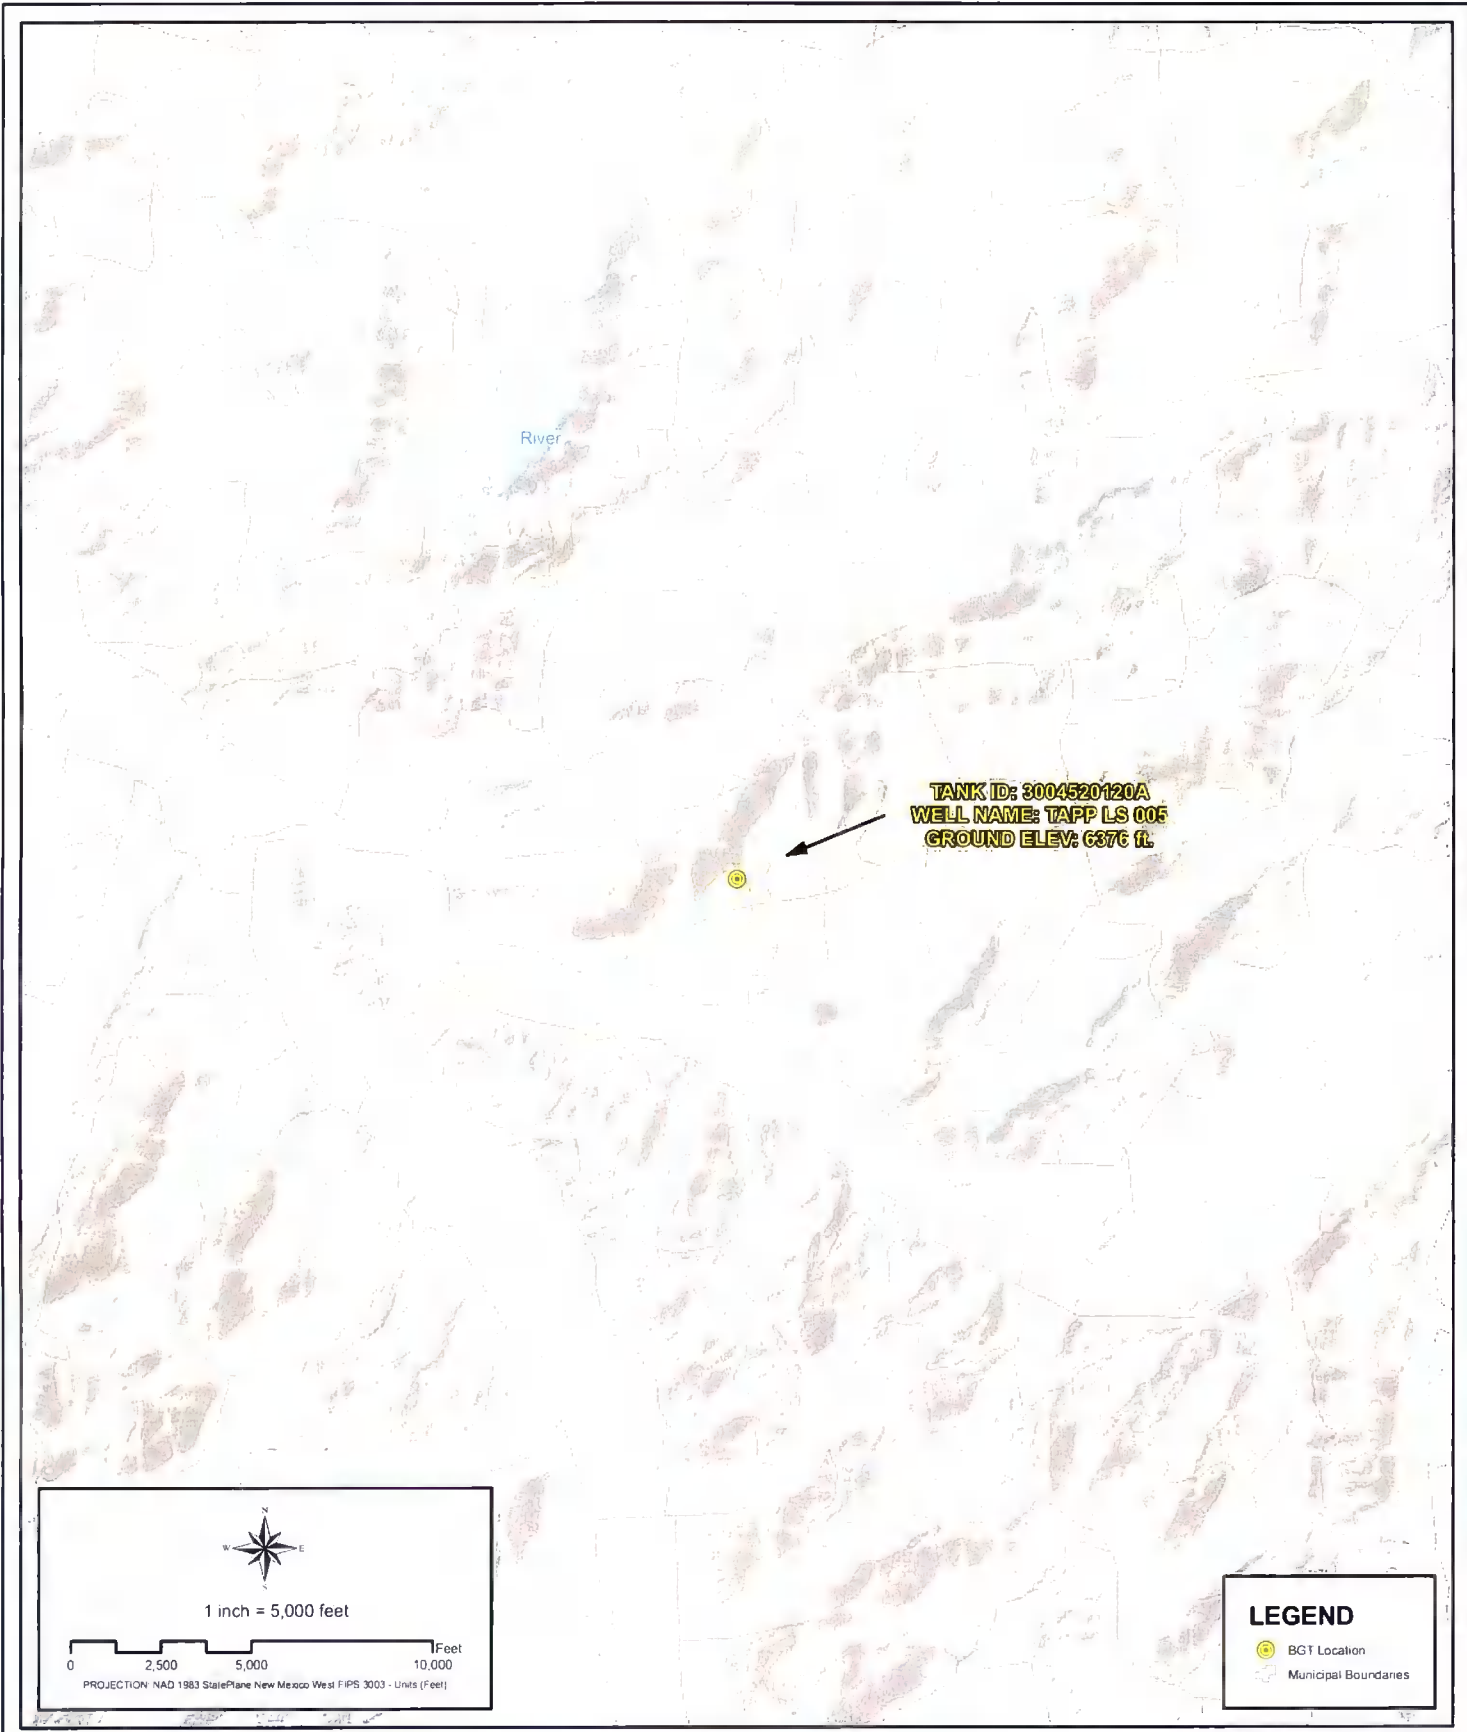 River
TANK ID: 3004520120A
WELL NAME: TAPP LS 005
GROUND ELEV: 6376 ft.
N
W E
S
1 inch = 5,000 feet
Feet
0 2,500 5,000 10,000
PROJECTION: NAD 1983 StatePlane New Mexico West FIPS 3003 - Units (Feet)
LEGEND
BGT Location
Municipal Boundaries